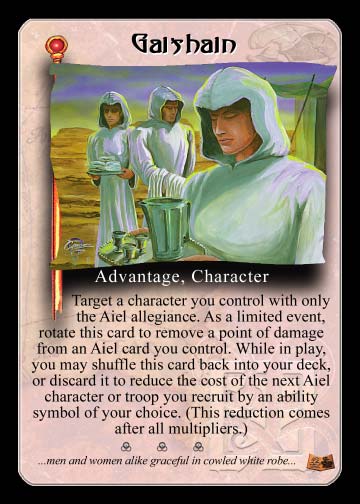 Gai'shain
Advantage, Character
Target a character you control with only
the Aiel allegiance. As a limited event,
rotate this card to remove a point of damage
from an Aiel card you control. While in play,
you may shuffle this card back into your deck,
or discard it to reduce the cost of the next Aiel
character or troop you recruit by an ability
symbol of your choice. (This reduction comes
after all multipliers.)
...men and women alike graceful in cowled white robe...